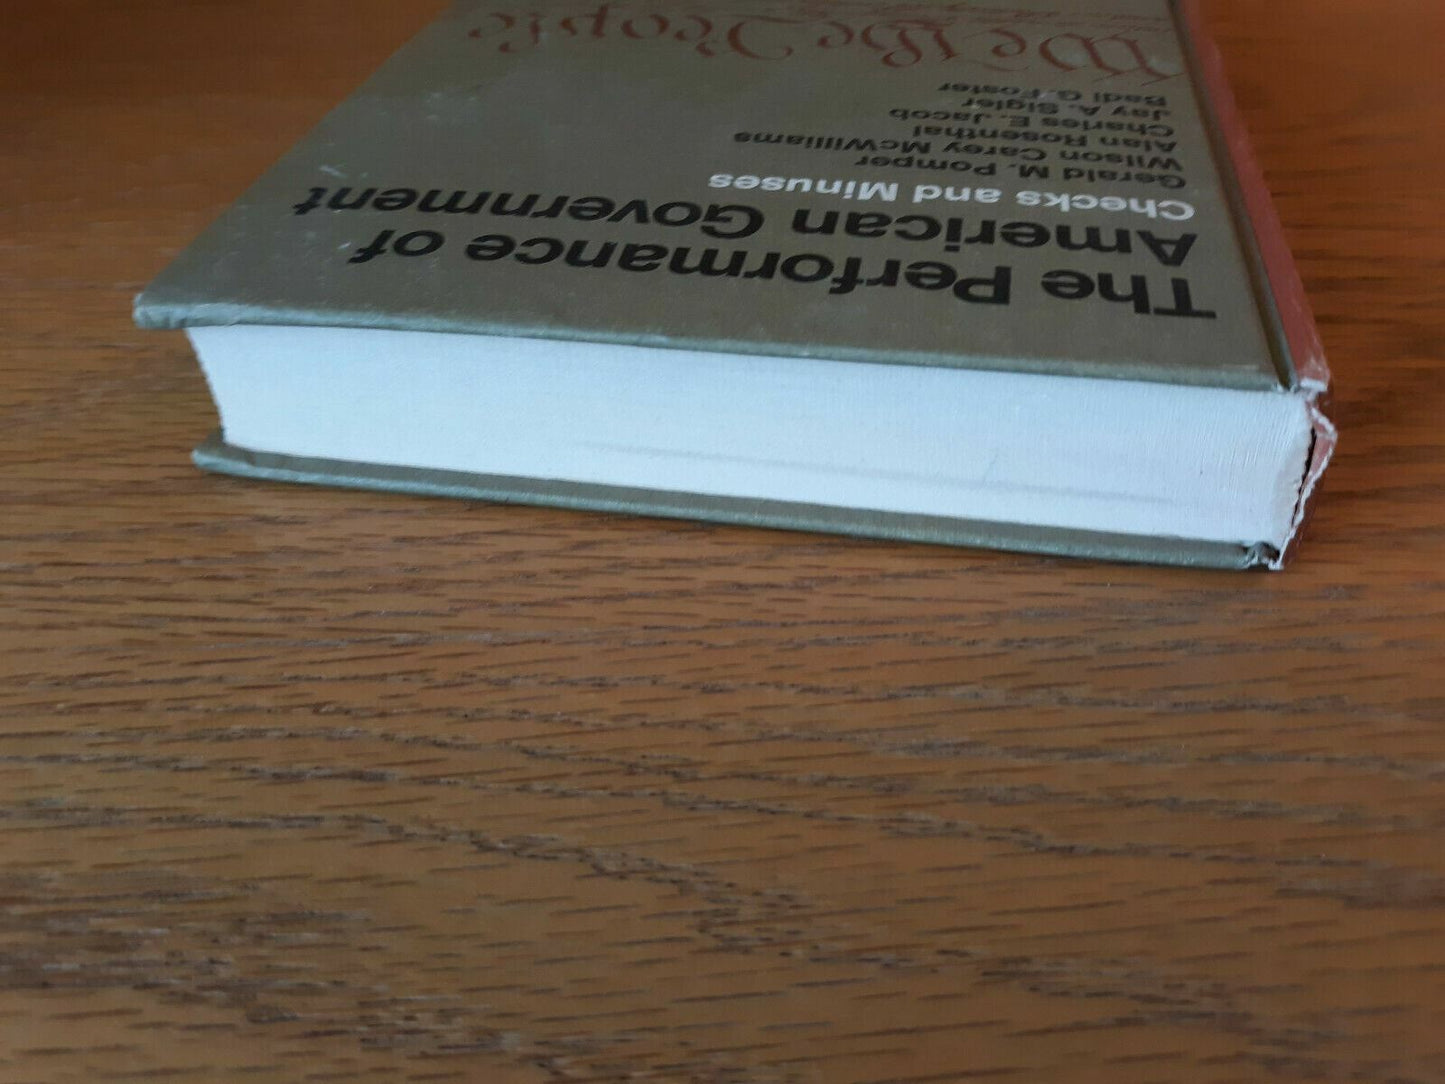 The Performance of
American Government
Checks and Minuses
Gerald M. Pomper
Wilson Carey McWilliams
Alan Rosenthal
Charles E. Jacob
Jay A. Sigler
Badi G. Foster
We the People